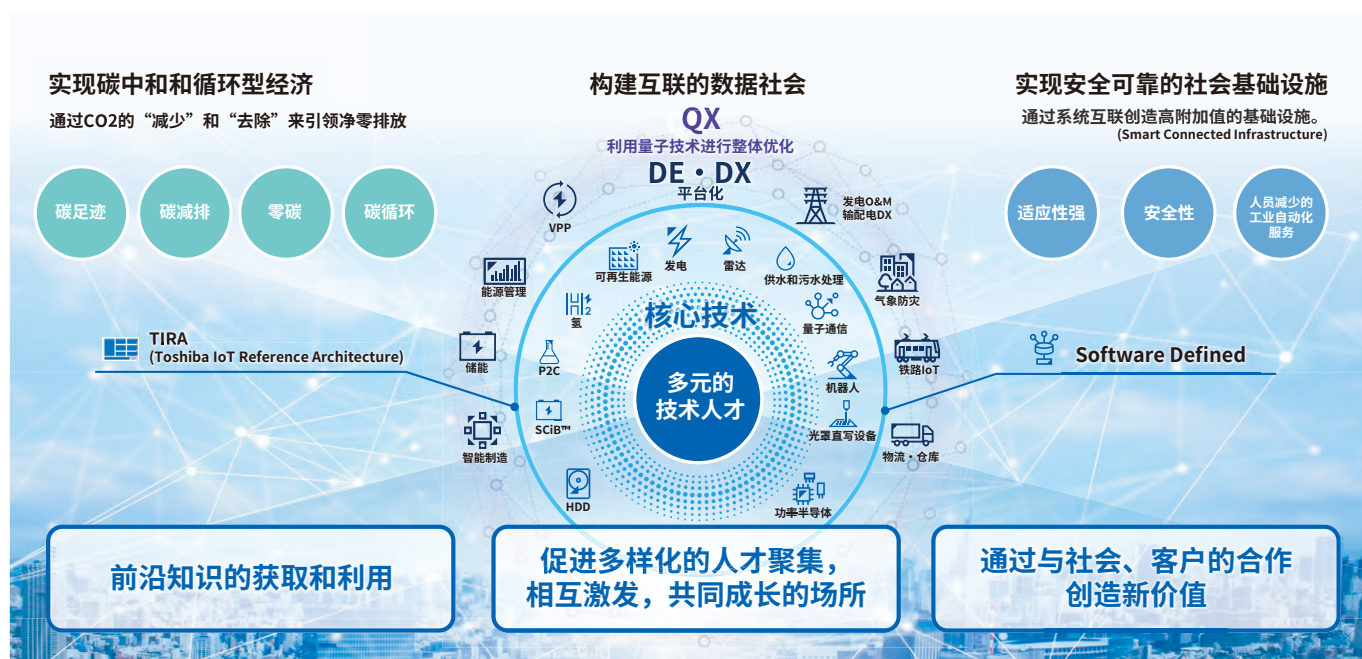 实现碳中和和循环型经济
通过CO2的“减少”和“去除”来引领净零排放
碳足迹
碳减排
零碳
碳循环
TIRA
(Toshiba IoT Reference Architecture)
构建互联的数据社会
QX
利用量子技术进行整体优化
DE・DX
平台化
VPP
能源管理
储能
智能制造
可再生能源
发电
雷达
供水和污水处理
氢
量子通信
P2C
机器人
SCiB™
光罩直写设备
HDD
功率半导体
核心技术
多元的
技术人才
发电O&M
输配电DX
气象防灾
铁路IoT
物流・仓库
实现安全可靠的社会基础设施
通过系统互联创造高附加值的基础设施。
(Smart Connected Infrastructure)
适应性强
安全性
人员减少的
工业自动化
服务
Software Defined
前沿知识的获取和利用
促进多样化的人才聚集，
相互激发，共同成长的场所
通过与社会、客户的合作
创造新价值